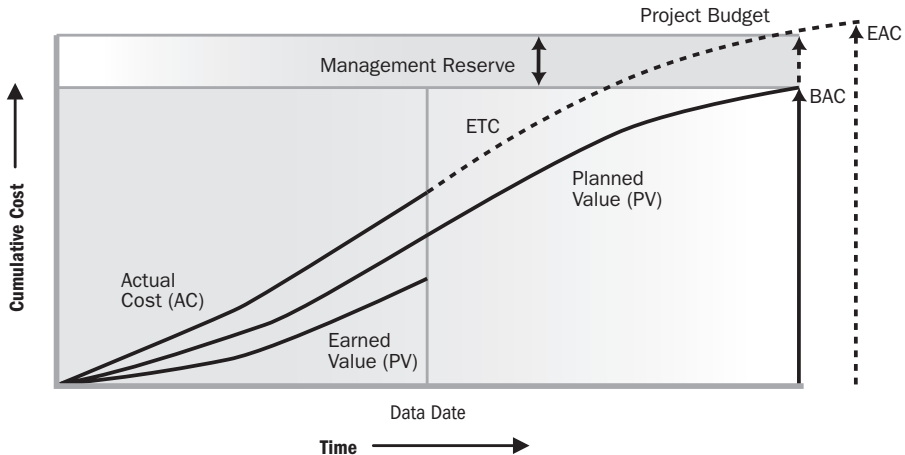 Project Budget
EAC
Management Reserve
BAC
ETC
Planned
Value (PV)
Cumulative Cost
Actual
Cost (AC)
Earned
Value (PV)
Data Date
Time